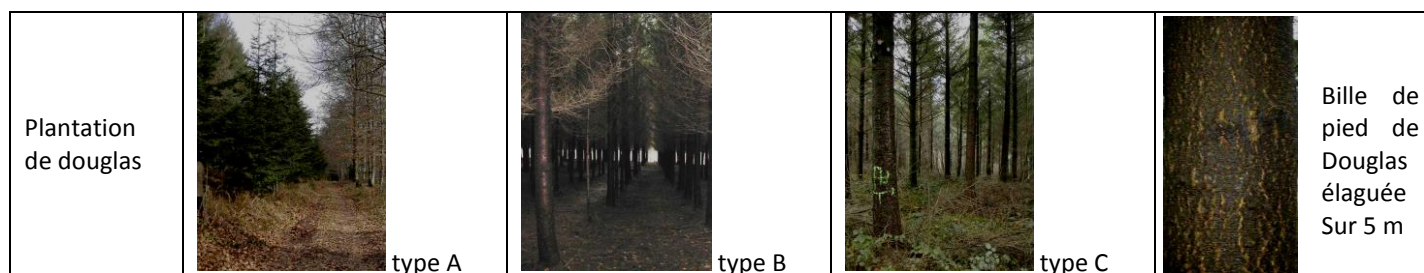 Plantation
de douglas
type A
type B
type C
Bille de
pied de
Douglas
élaguée
Sur 5 m